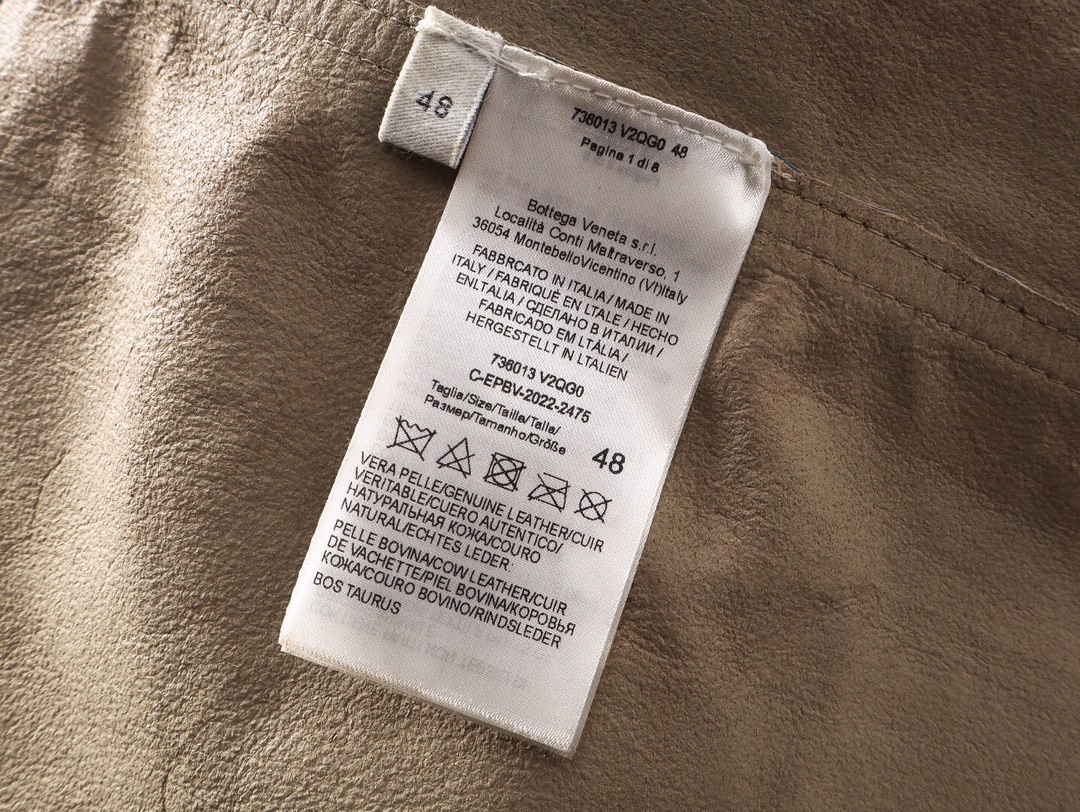 48
736013 V2QG0 48
Pagina 1 di 8
Bottega Veneta s.r.l.
Località Conti Maltraverso, 1
36054 MontebelloVicentino (VI)Italy
FABBRCATO IN ITALIA / MADE IN
ITALY / FABRIQUÉ EN LTALE / HECHO
ENLTALIA / СДЕЛАНО В ИТАЛИИ /
FABRICADO EM LTÁLIA /
HERGESTELLT IN ITALIEN
736013 V2QG0
C-EPBV-2022-2475
Taglia/Size/Taille/Talla/
Размер/Tamanho/Größe 48
VERA PELLE/GENUINE LEATHER/CUIR
VERITABLE/CUERO AUTENTICO/
НАТУРАЛЬНАЯ КОЖА/COURO
NATURAL/ECHTES LEDER:
PELLE BOVINA/COW LEATHER/CUIR
DE VACHETTE/PIEL BOVINA/КОРОВЬЯ
КОЖА/COURO BOVINO/RINDSLEDER
BOS TAURUS